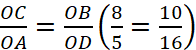 OC/OA = OB/OD (8/5 = 10/16)